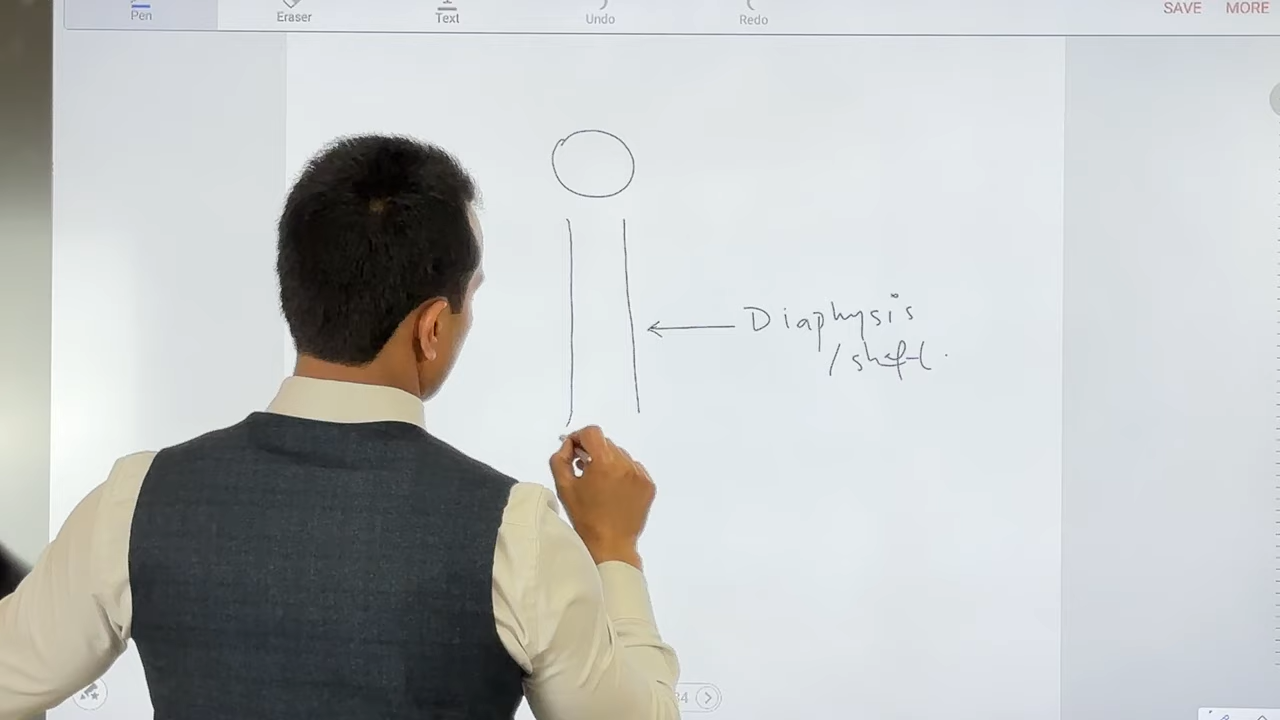 Pen
Eraser
Text
Undo
Redo
SAVE
MORE
Diaphysis
/shaft